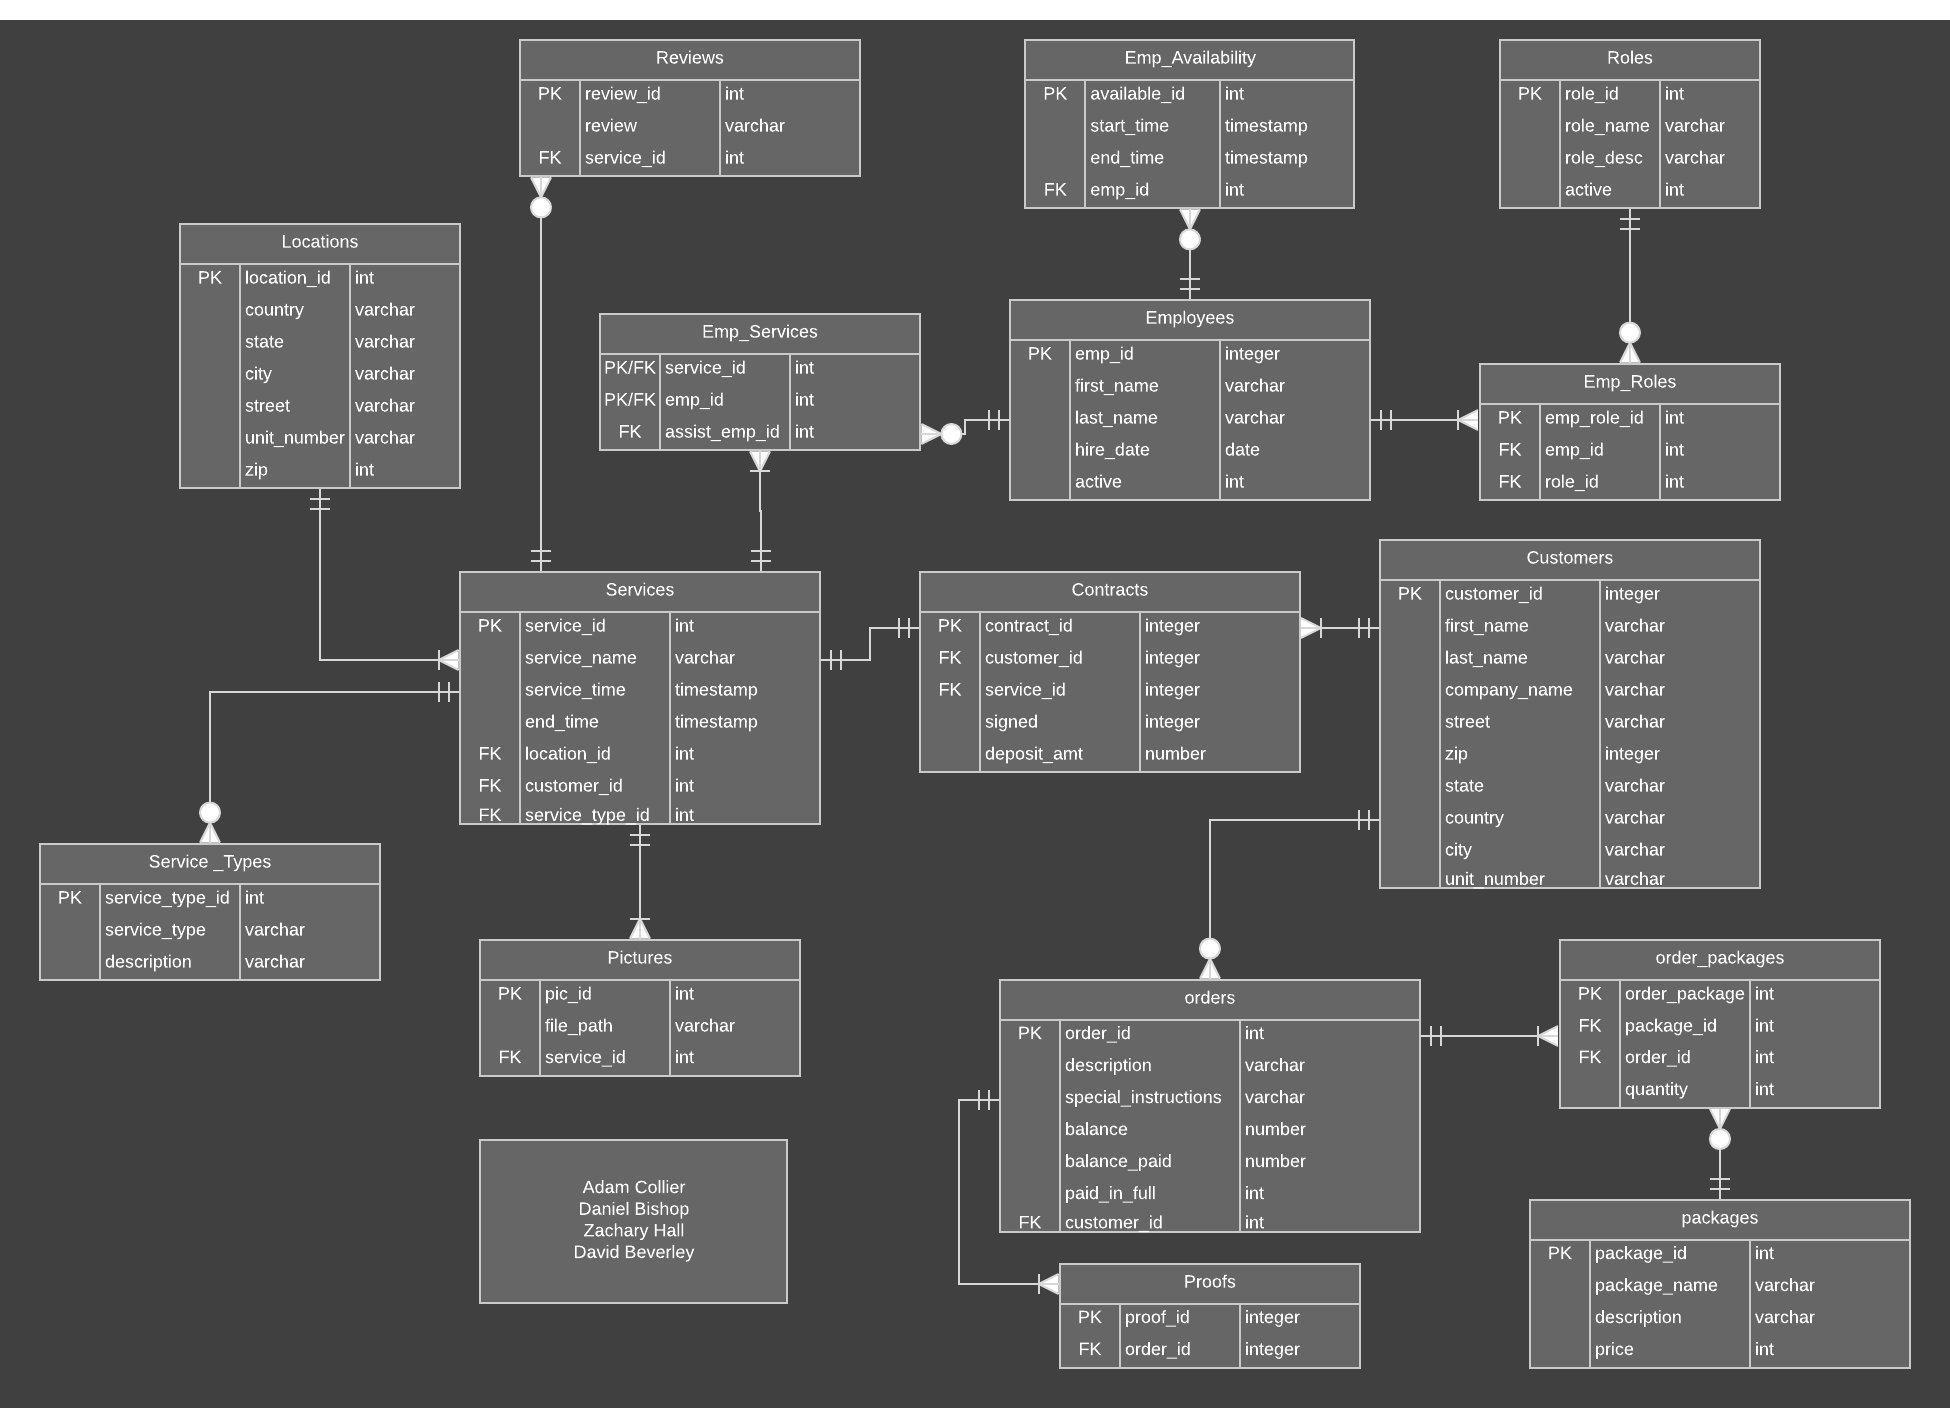 Reviews
PK review_id int
review varchar
FK service_id int
Emp_Availability
PK available_id int
start_time timestamp
end_time timestamp
FK emp_id int
Roles
PK role_id int
role_name varchar
role_desc varchar
active int
Locations
PK location_id int
country varchar
state varchar
city varchar
street varchar
unit_number varchar
zip int
Emp_Services
PK/FK service_id int
PK/FK emp_id int
FK assist_emp_id int
Employees
PK emp_id integer
first_name varchar
last_name varchar
hire_date date
active int
Emp_Roles
PK emp_role_id int
FK emp_id int
FK role_id int
Services
PK service_id int
service_name varchar
service_time timestamp
end_time timestamp
FK location_id int
FK customer_id int
FK service_type_id int
Contracts
PK contract_id integer
FK customer_id integer
FK service_id integer
signed integer
deposit_amt number
Customers
PK customer_id integer
first_name varchar
last_name varchar
company_name varchar
street varchar
zip integer
state varchar
country varchar
city varchar
unit_number varchar
Service _Types
PK service_type_id int
service_type varchar
description varchar
Pictures
PK pic_id int
file_path varchar
FK service_id int
orders
PK order_id int
description varchar
special_instructions varchar
balance number
balance_paid number
paid_in_full int
FK customer_id int
order_packages
PK order_package int
FK package_id int
FK order_id int
quantity int
Adam Collier
Daniel Bishop
Zachary Hall
David Beverley
Proofs
PK proof_id integer
FK order_id integer
packages
PK package_id int
package_name varchar
description varchar
price int